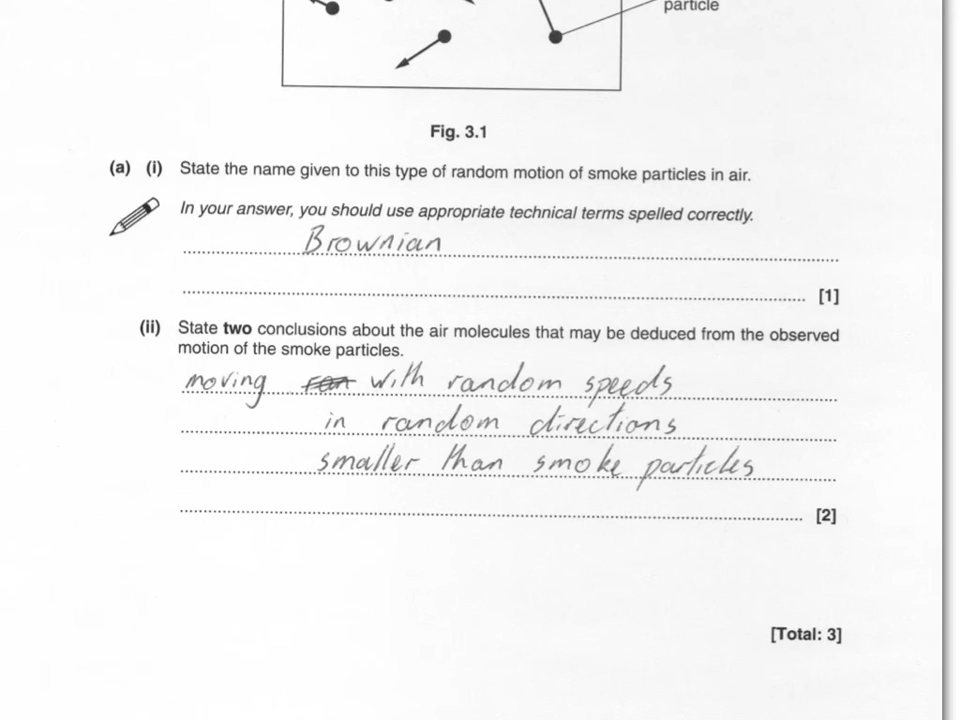 particle
Fig. 3.1
(a) (i) State the name given to this type of random motion of smoke particles in air.
In your answer, you should use appropriate technical terms spelled correctly.
Brownian
[1]
(ii) State two conclusions about the air molecules that may be deduced from the observed
motion of the smoke particles.
moving ran with random speeds
in random directions
smaller than smoke particles
[2]
[Total: 3]